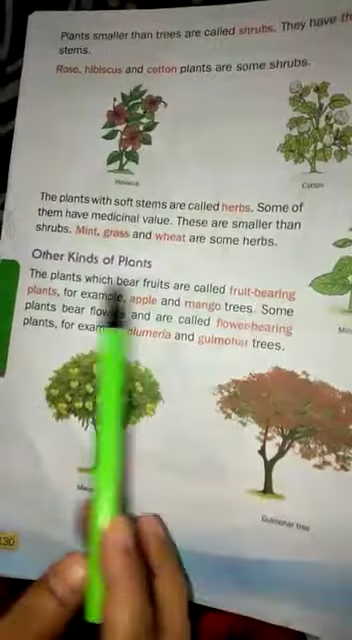 Plants smaller than trees are called shrubs. They have
stems.
Rose, hibiscus and cotton plants are some shrubs.
Hibiscus
Cotton
The plants with soft stems are called herbs. Some of
them have medicinal value. These are smaller than
shrubs. Mint, grass and wheat are some herbs.
Other Kinds of Plants
The plants which bear fruits are called fruit-bearing
plants, for example, apple and mango trees. Some
plants bear and are called flower-bearing
plants, for plumeria and gulmohar trees.
Gulmohar tree
130